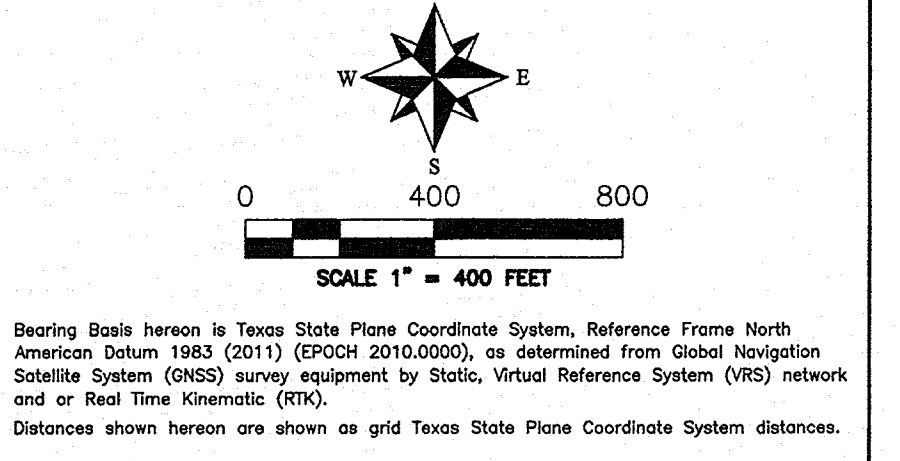 W E
S
0 400 800
SCALE 1" = 400 FEET
Bearing Basis hereon is Texas State Plane Coordinate System, Reference Frame North
American Datum 1983 (2011) (EPOCH 2010.0000), as determined from Global Navigation
Satellite System (GNSS) survey equipment by Static, Virtual Reference System (VRS) network
and or Real Time Kinematic (RTK).
Distances shown hereon are shown as grid Texas State Plane Coordinate System distances.